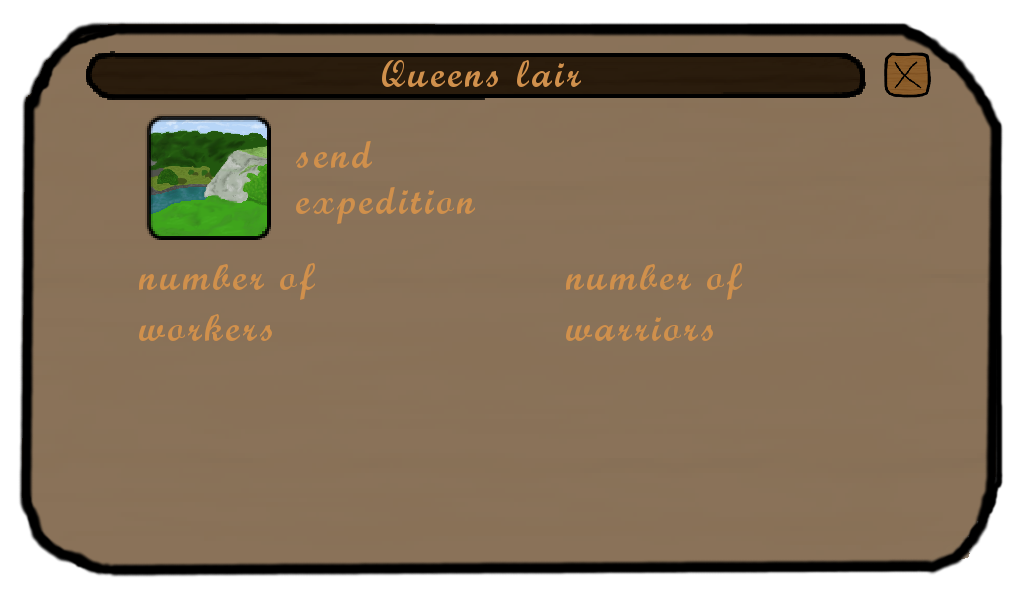 Queens lair
send
expedition
number of
workers
number of
warriors